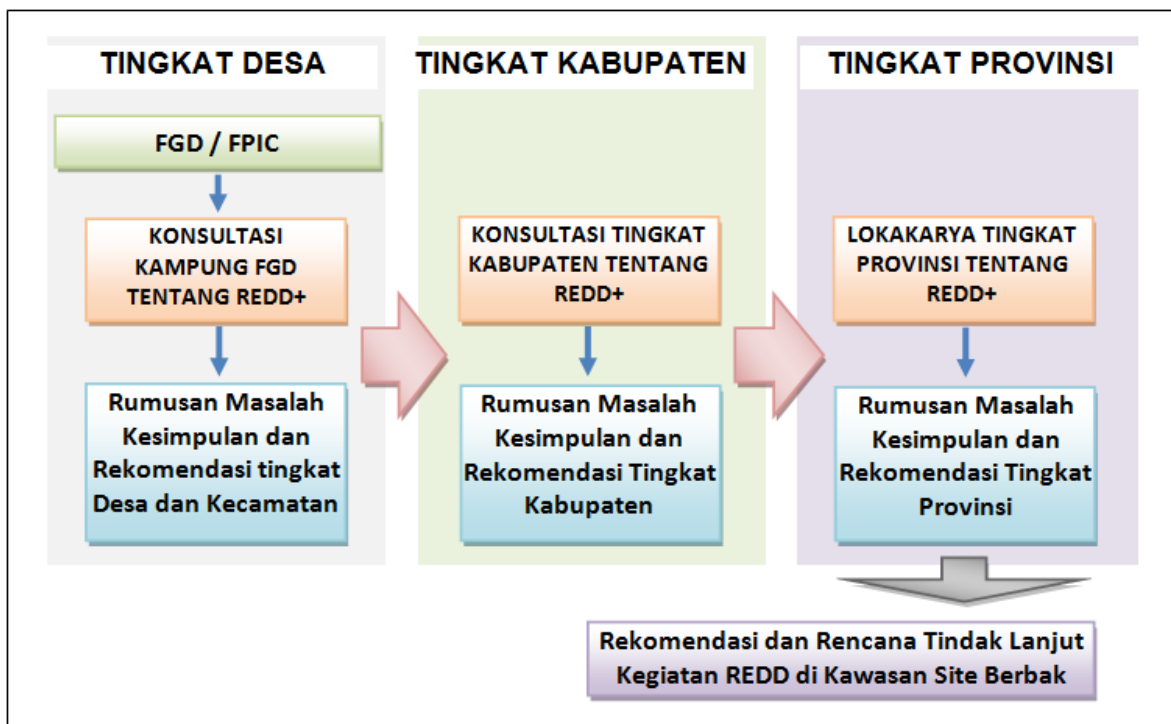 TINGKAT DESA
FGD / FPIC
KONSULTASI
KAMPUNG FGD
TENTANG REDD+
Rumusan Masalah
Kesimpulan dan
Rekomendasi tingkat
Desa dan Kecamatan
TINGKAT KABUPATEN
KONSULTASI TINGKAT
KABUPATEN TENTANG
REDD+
Rumusan Masalah
Kesimpulan dan
Rekomendasi Tingkat
Kabupaten
TINGKAT PROVINSI
LOKAKARYA TINGKAT
PROVINSI TENTANG
REDD+
Rumusan Masalah
Kesimpulan dan
Rekomendasi Tingkat
Provinsi
Rekomendasi dan Rencana Tindak Lanjut
Kegiatan REDD di Kawasan Site Berbak